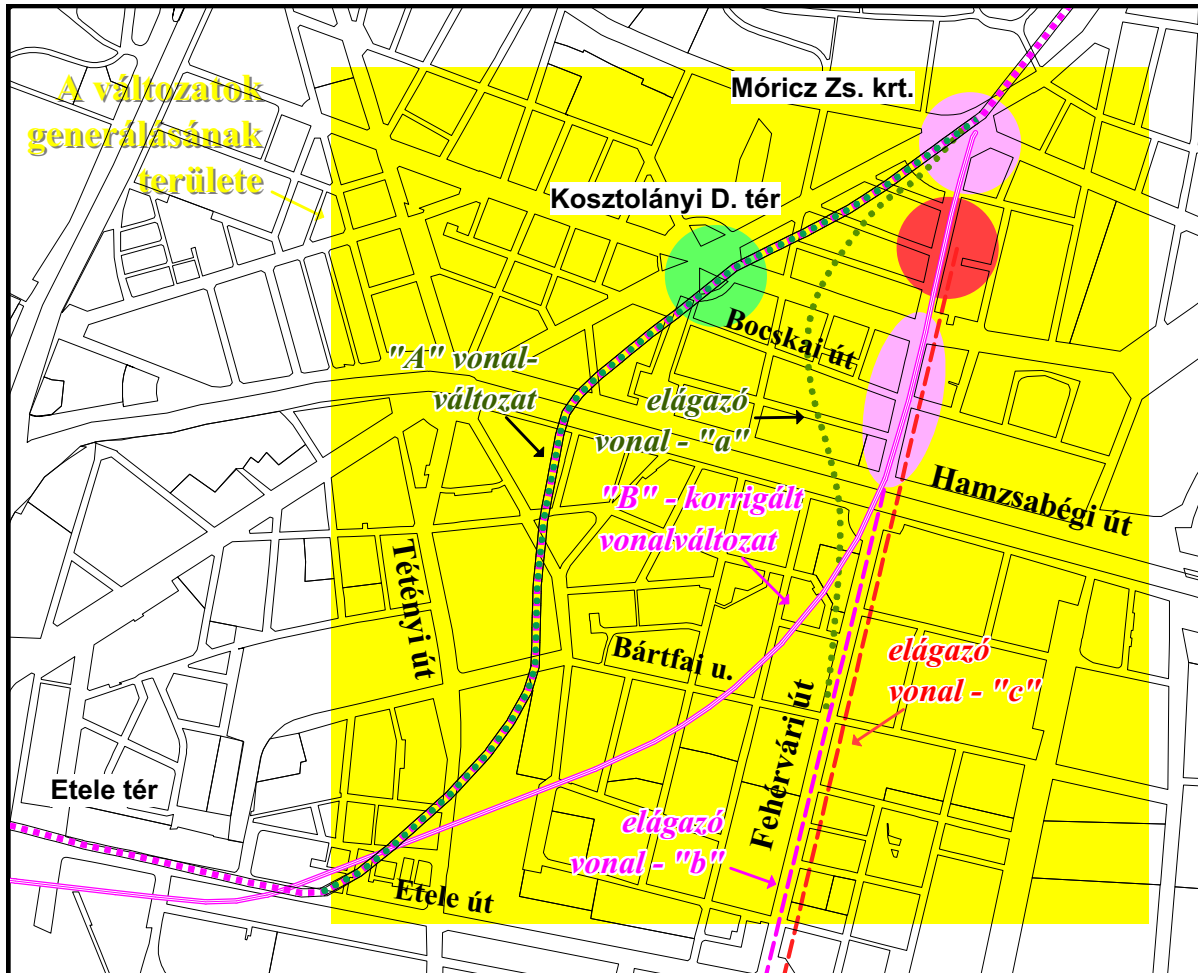 A változatok
generálásának
területe
Móricz Zs. krt.
Kosztolányi D. tér
Bocskai út
"A" vonal-
változat
elágazó
vonal - "a"
Hamzsabégi út
"B" - korrigált
vonalváltozat
Tétényi út
Bártfai u.
elágazó
vonal - "c"
Fehérvári út
Etele tér
elágazó
vonal - "b"
Etele út